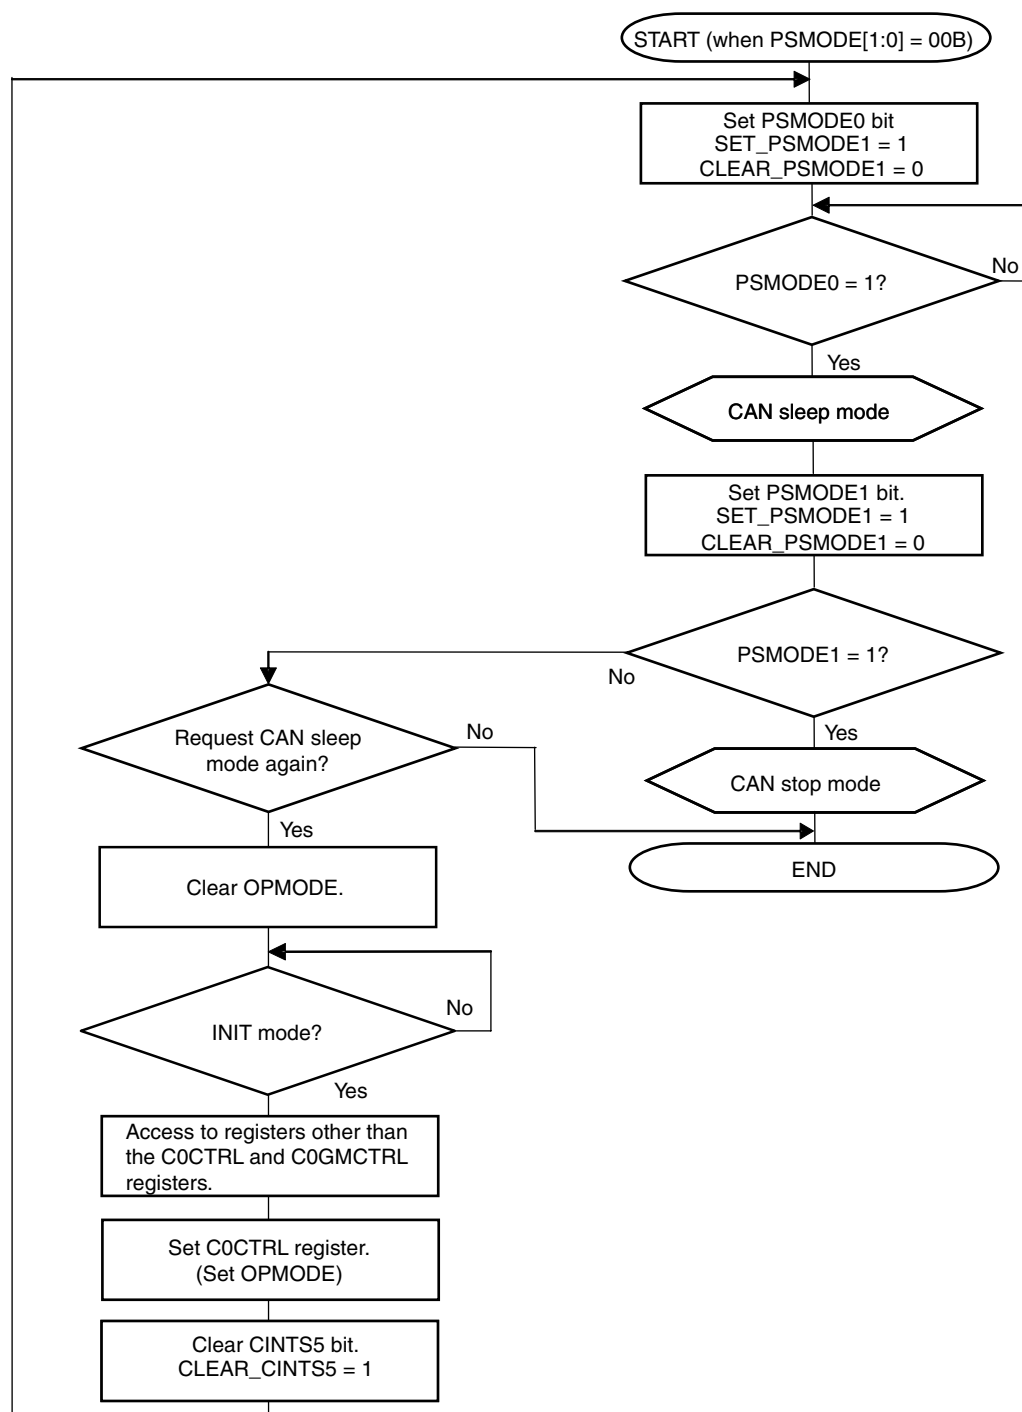 START (when PSMODE[1:0] = 00B)
Set PSMODE0 bit
SET_PSMODE1 = 1
CLEAR_PSMODE1 = 0
PSMODE0 = 1?
No
Yes
CAN sleep mode
Set PSMODE1 bit.
SET_PSMODE1 = 1
CLEAR_PSMODE1 = 0
PSMODE1 = 1?
No
Yes
CAN stop mode
END
Request CAN sleep
mode again?
No
Yes
Clear OPMODE.
INIT mode?
No
Yes
Access to registers other than
the C0CTRL and C0GMCTRL
registers.
Set C0CTRL register.
(Set OPMODE)
Clear CINTS5 bit.
CLEAR_CINTS5 = 1